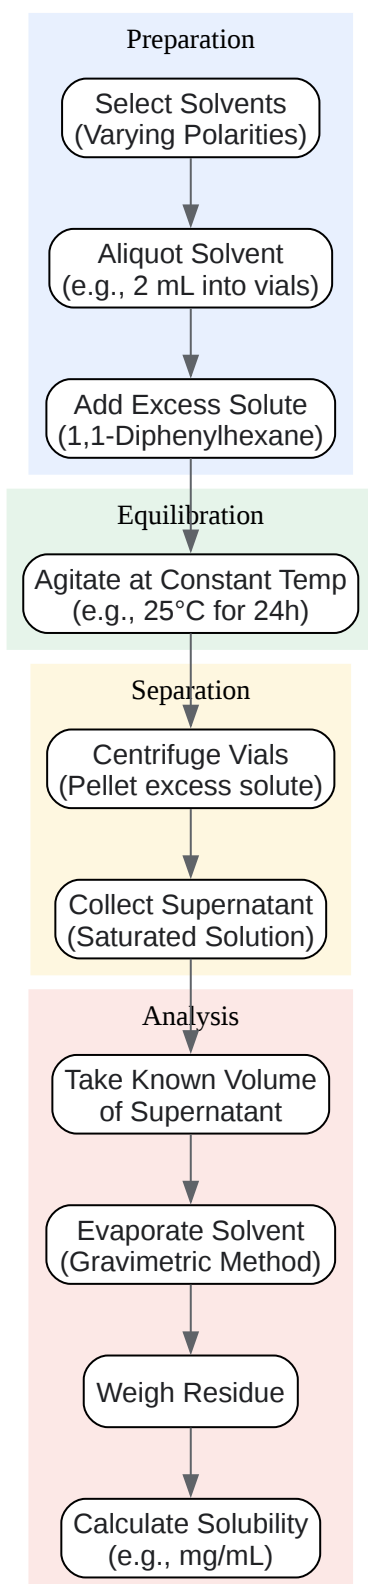 Preparation
Select Solvents
(Varying Polarities)
Aliquot Solvent
(e.g., 2 mL into vials)
Add Excess Solute
(1,1-Diphenylhexane)
Equilibration
Agitate at Constant Temp
(e.g., 25°C for 24h)
Separation
Centrifuge Vials
(Pellet excess solute)
Collect Supernatant
(Saturated Solution)
Analysis
Take Known Volume
of Supernatant
Evaporate Solvent
(Gravimetric Method)
Weigh Residue
Calculate Solubility
(e.g., mg/mL)